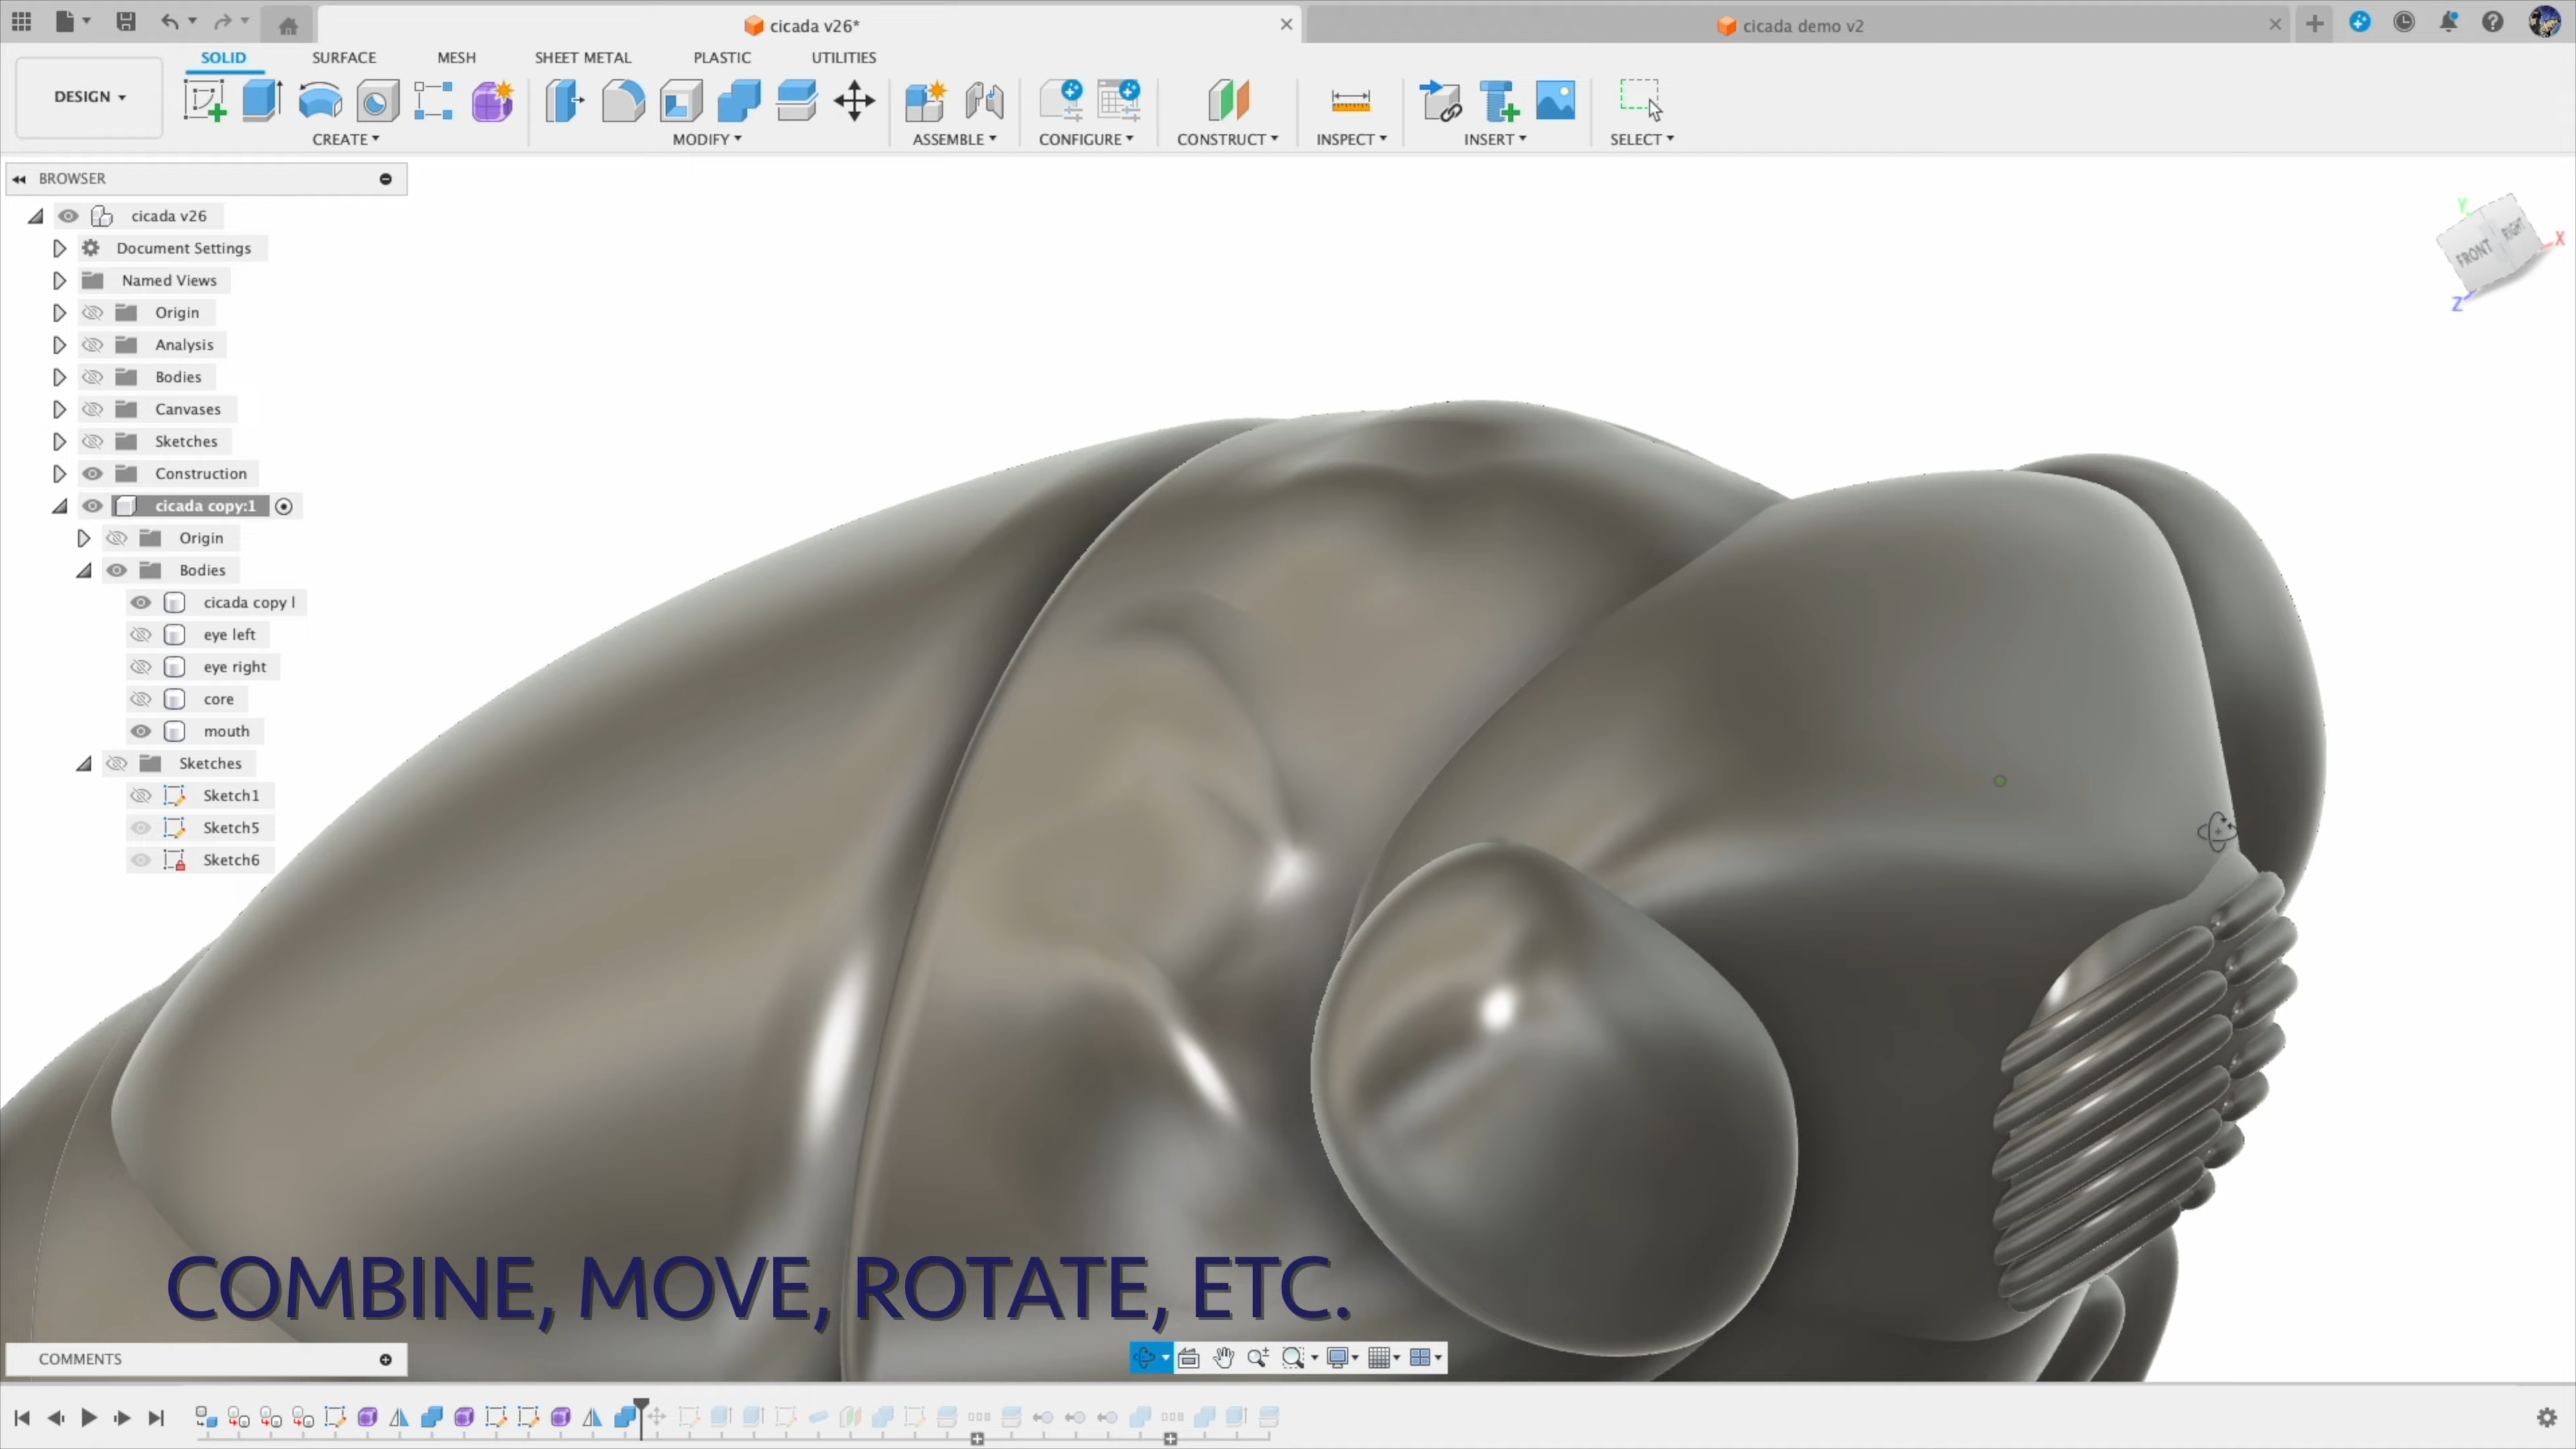 cicada v26*
cicada demo v2
SOLID
SURFACE
MESH
SHEET METAL
PLASTIC
UTILITIES
DESIGN
CREATE
MODIFY
ASSEMBLE
CONFIGURE
CONSTRUCT
INSPECT
INSERT
SELECT
BROWSER
cicada v26
Document Settings
Named Views
Origin
Analysis
Bodies
Canvases
Sketches
Construction
cicada copy:1
Origin
Bodies
cicada copy l
eye left
eye right
core
mouth
Sketches
Sketch1
Sketch5
Sketch6
Y
FRONT
RIGHT
X
Z
COMBINE, MOVE, ROTATE, ETC.
COMMENTS